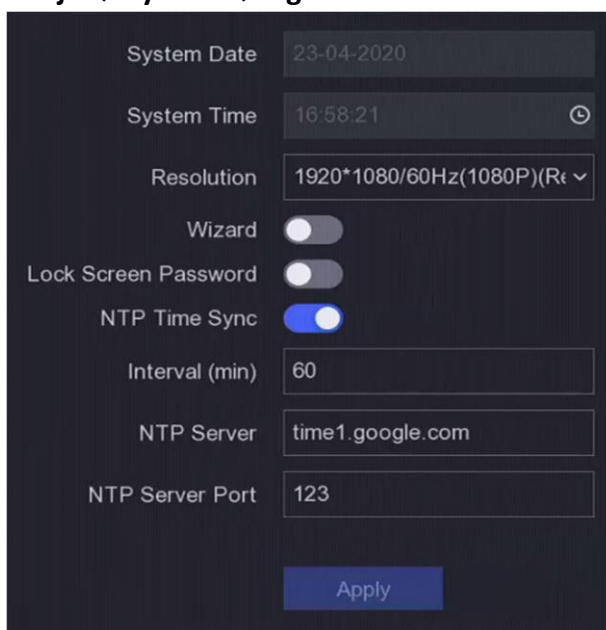 System Date 23-04-2020
System Time 16:58:21
Resolution 1920*1080/60Hz(1080P)(Re
Wizard
Lock Screen Password
NTP Time Sync
Interval (min) 60
NTP Server time1.google.com
NTP Server Port 123
Apply